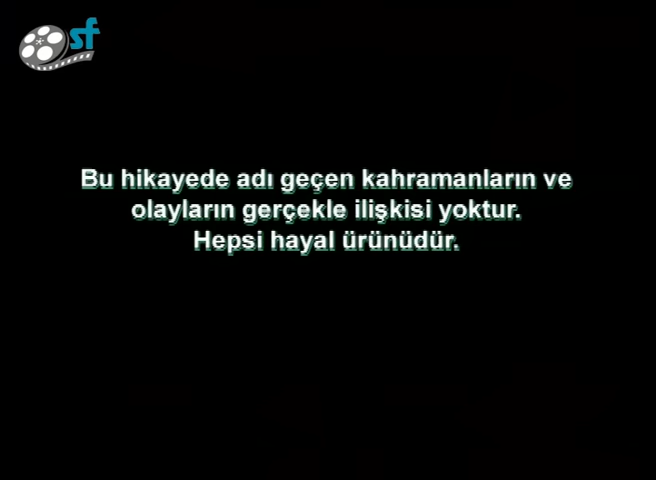 sf
Bu hikayede adı geçen kahramanların ve
olayların gerçekle ilişkisi yoktur.
Hepsi hayal ürünüdür.